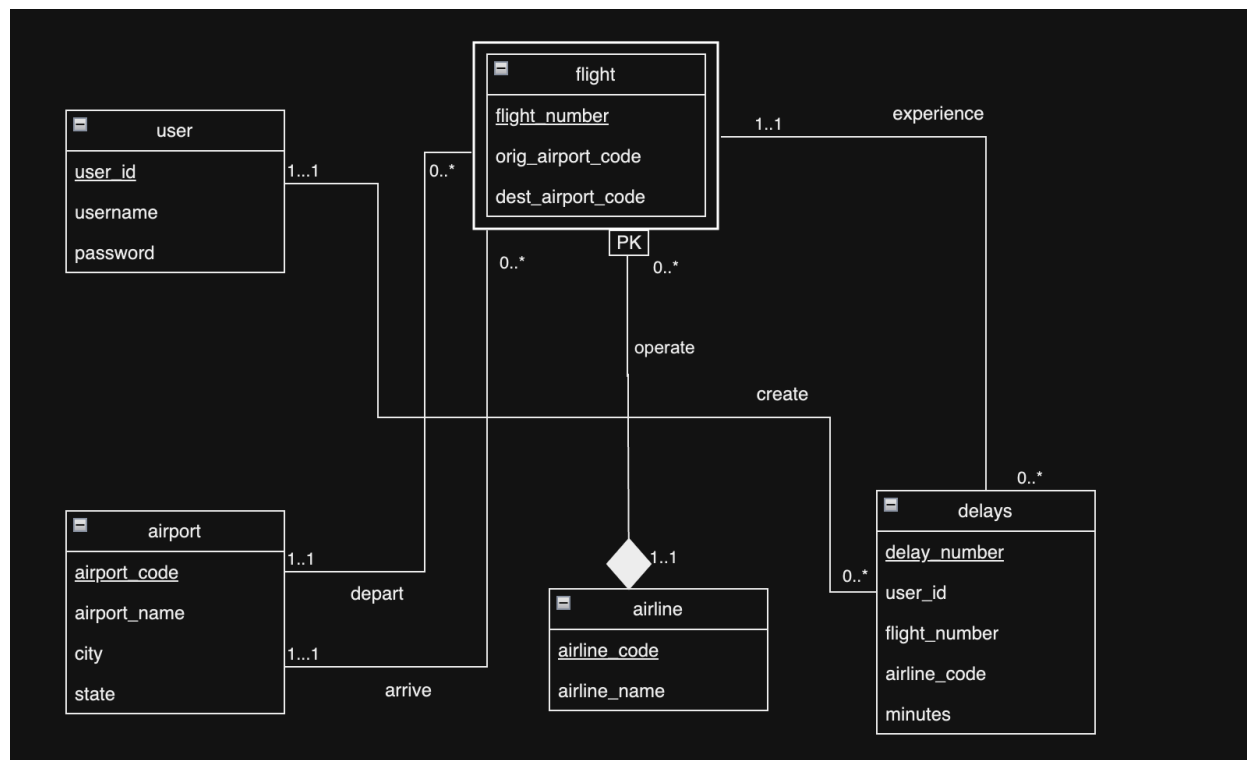 flight
flight_number
orig_airport_code
dest_airport_code
PK
user
user_id
username
password
1...1
0..*
0..*
0..*
1..1
experience
operate
create
airport
airport_code
airport_name
city
state
1..1
depart
1...1
arrive
1..1
airline
airline_code
airline_name
0..*
0..*
delays
delay_number
user_id
flight_number
airline_code
minutes